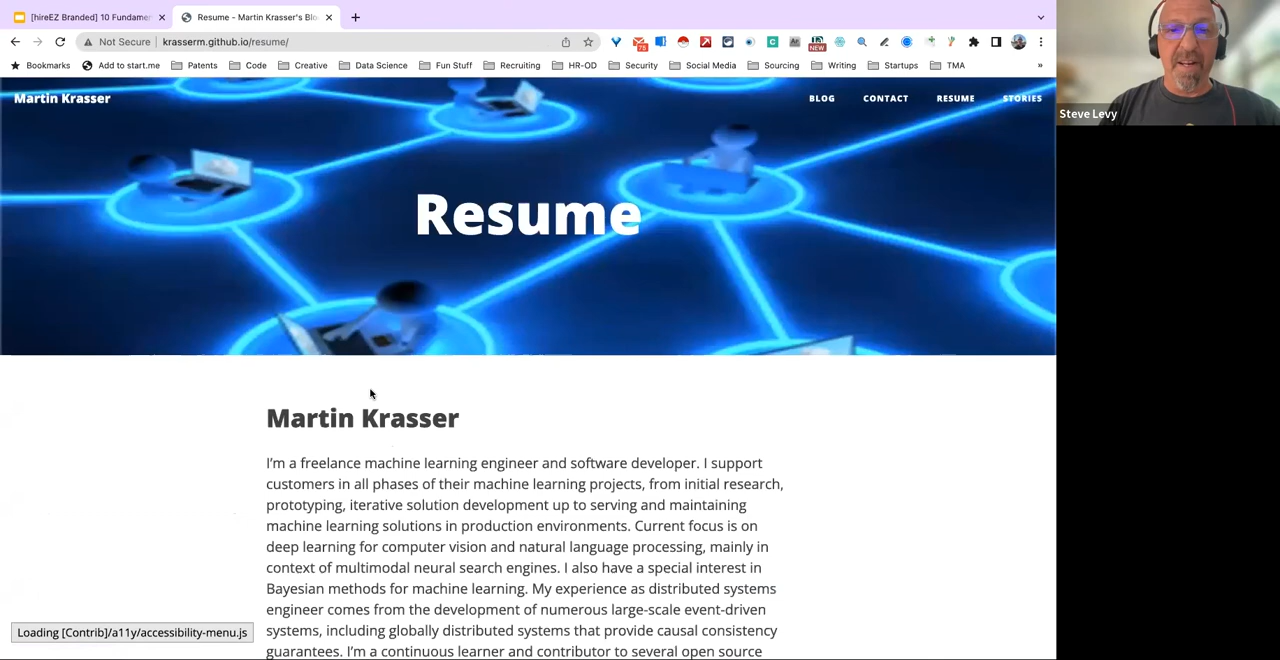 [hireEZ Branded] 10 Fundamen
Resume - Martin Krasser's Blo
Not Secure
krasserm.github.io/resume/
75
NEW
Bookmarks
Add to start.me
Patents
Code
Creative
Data Science
Fun Stuff
Recruiting
HR-OD
Security
Social Media
Sourcing
Writing
Startups
TMA
»
Martin Krasser
BLOG
CONTACT
RESUME
STORIES
Steve Levy
Resume
Martin Krasser
I'm a freelance machine learning engineer and software developer. I support
customers in all phases of their machine learning projects, from initial research,
prototyping, iterative solution development up to serving and maintaining
machine learning solutions in production environments. Current focus is on
deep learning for computer vision and natural language processing, mainly in
context of multimodal neural search engines. I also have a special interest in
Bayesian methods for machine learning. My experience as distributed systems
engineer comes from the development of numerous large-scale event-driven
systems, including globally distributed systems that provide causal consistency
guarantees. I'm a continuous learner and contributor to several open source
Loading [Contrib]/a11y/accessibility-menu.js